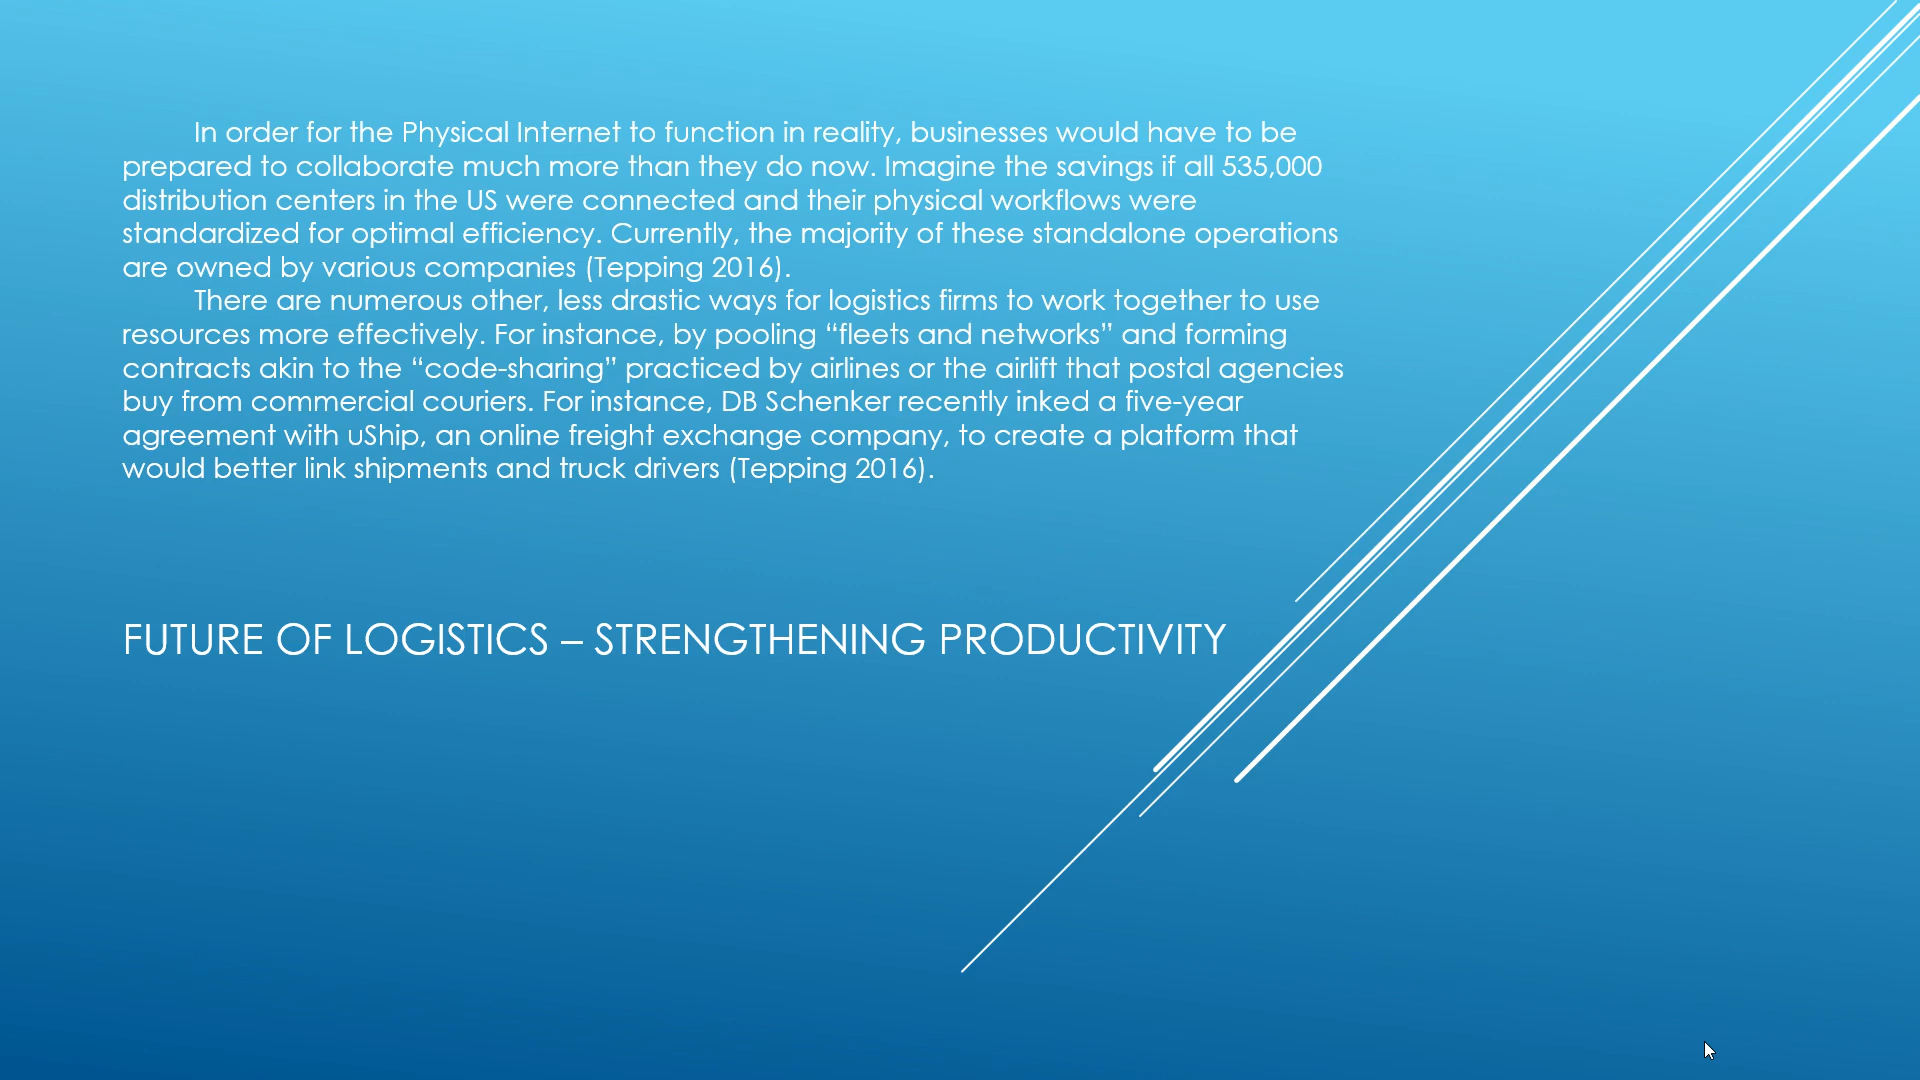 In order for the Physical Internet to function in reality, businesses would have to be
prepared to collaborate much more than they do now. Imagine the savings if all 535,000
distribution centers in the US were connected and their physical workflows were
standardized for optimal efficiency. Currently, the majority of these standalone operations
are owned by various companies (Tepping 2016).
There are numerous other, less drastic ways for logistics firms to work together to use
resources more effectively. For instance, by pooling “fleets and networks” and forming
contracts akin to the “code-sharing” practiced by airlines or the airlift that postal agencies
buy from commercial couriers. For instance, DB Schenker recently inked a five-year
agreement with uShip, an online freight exchange company, to create a platform that
would better link shipments and truck drivers (Tepping 2016).
FUTURE OF LOGISTICS – STRENGTHENING PRODUCTIVITY